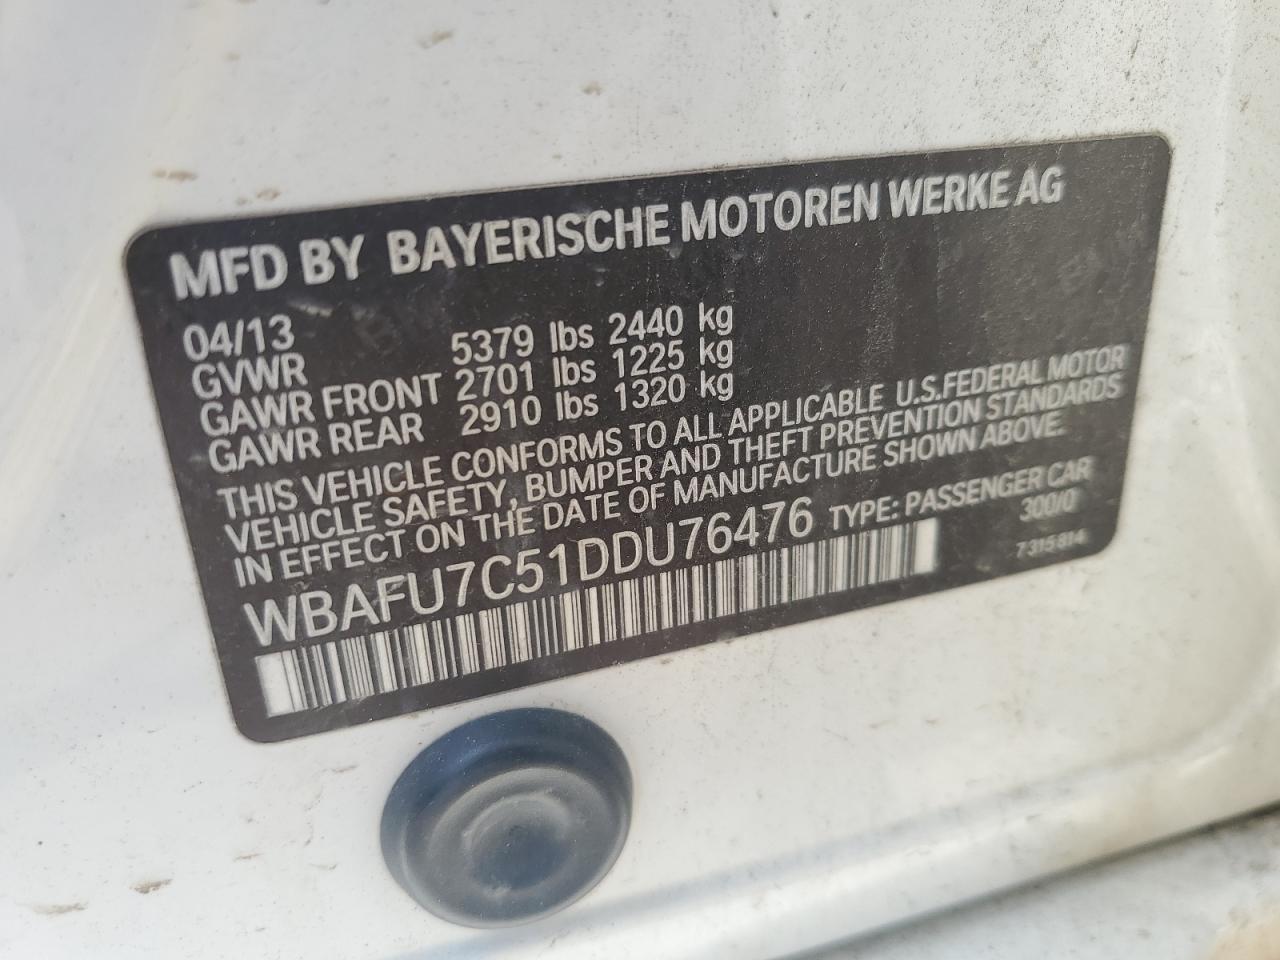 MFD BY BAYERISCHE MOTOREN WERKE AG
04/13
GVWR 5379 lbs 2440 kg
GAWR FRONT 2701 lbs 1225 kg
GAWR REAR 2910 lbs 1320 kg
THIS VEHICLE CONFORMS TO ALL APPLICABLE U.S.FEDERAL MOTOR
VEHICLE SAFETY, BUMPER AND THEFT PREVENTION STANDARDS
IN EFFECT ON THE DATE OF MANUFACTURE SHOWN ABOVE.
WBAFU7C51DDU76476 TYPE: PASSENGER CAR
300/0
7315814